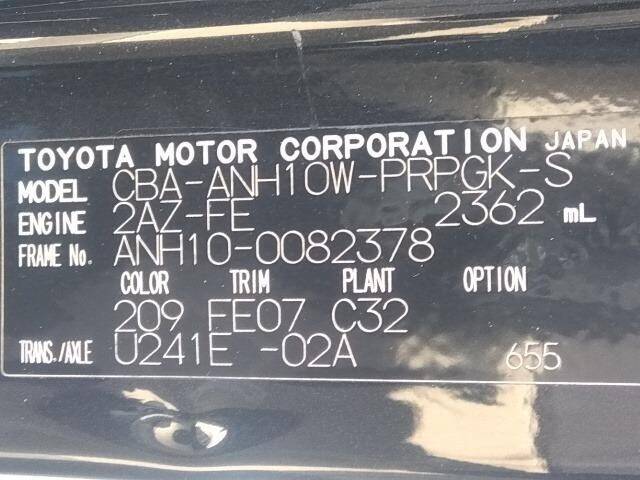 TOYOTA MOTOR CORPORATION JAPAN
MODEL CBA-ANH10W-PRPGK-S
ENGINE 2AZ-FE 2362 mL
FRAME No. ANH10-0082378
COLOR TRIM PLANT OPTION
209 FE07 C32
TRANS./AXLE U241E -02A 655